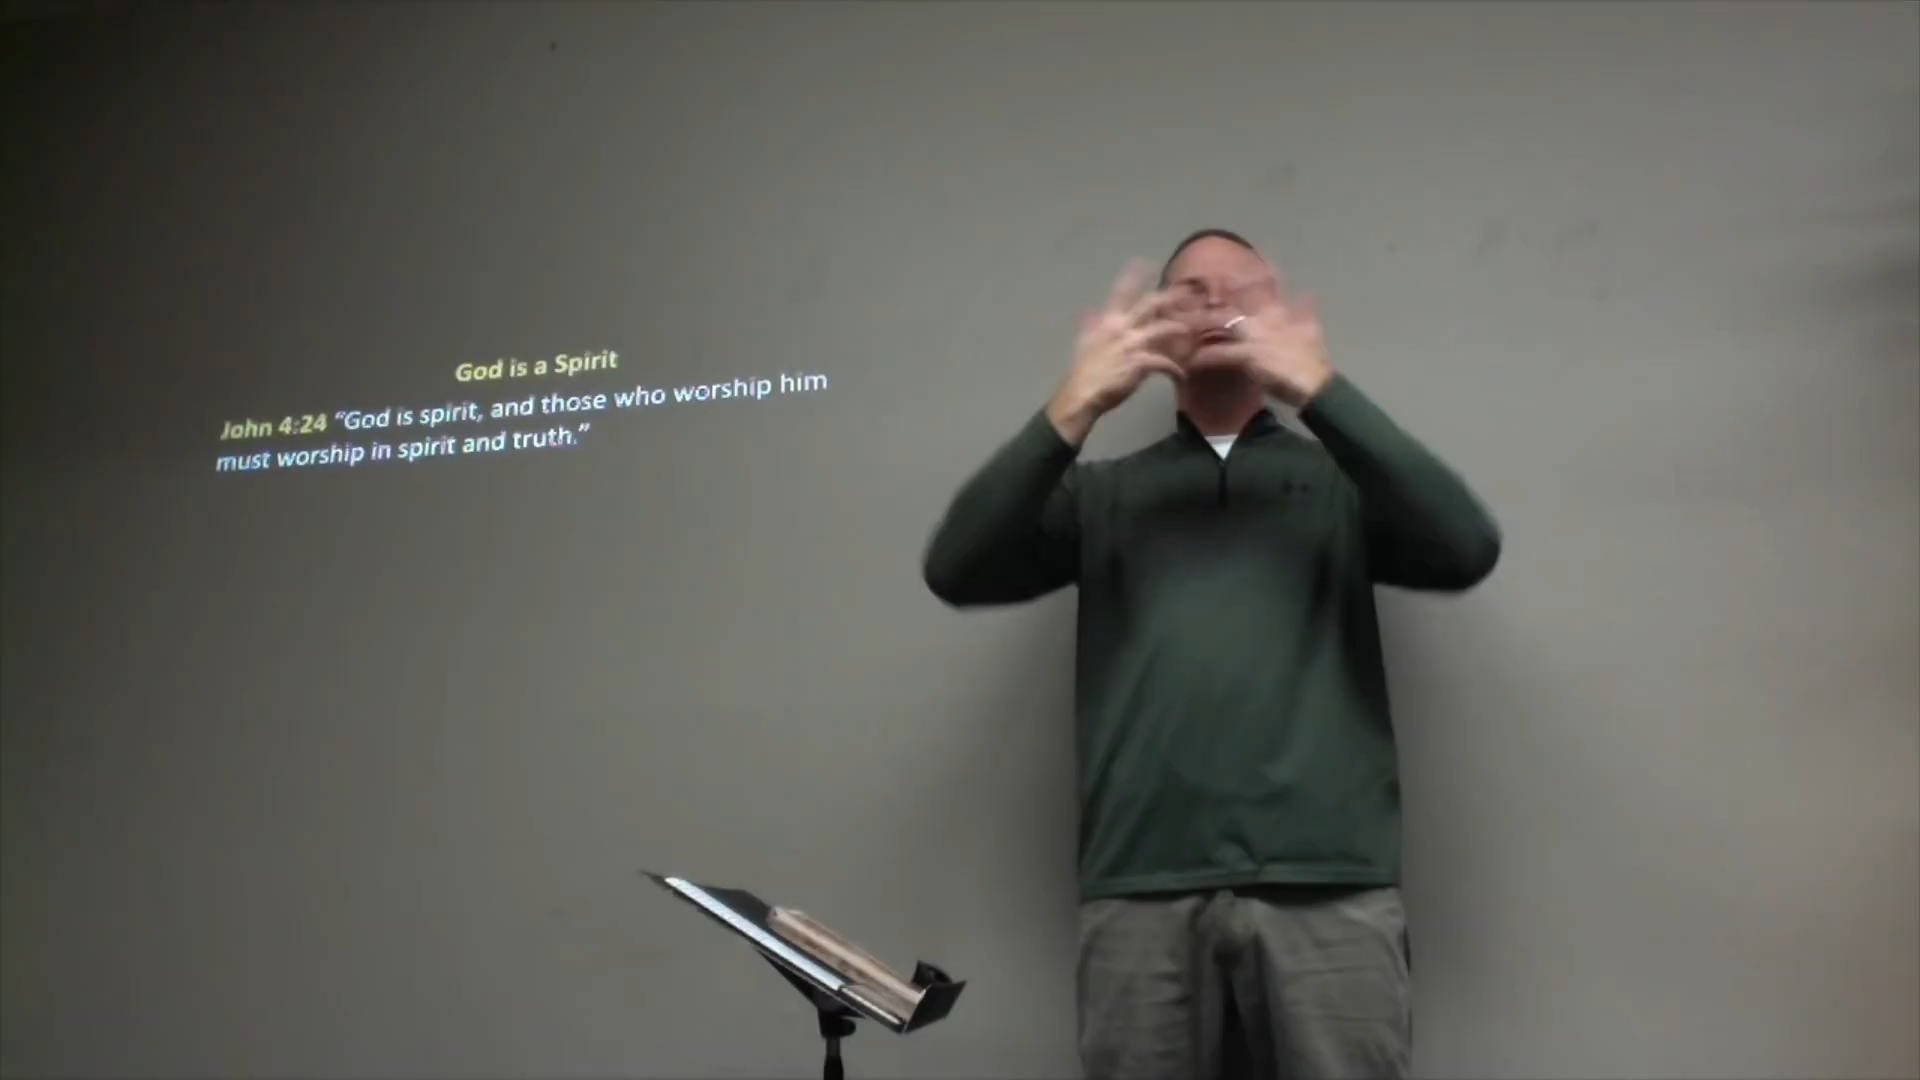 God is a Spirit
John 4:24 “God is spirit, and those who worship him
must worship in spirit and truth.”